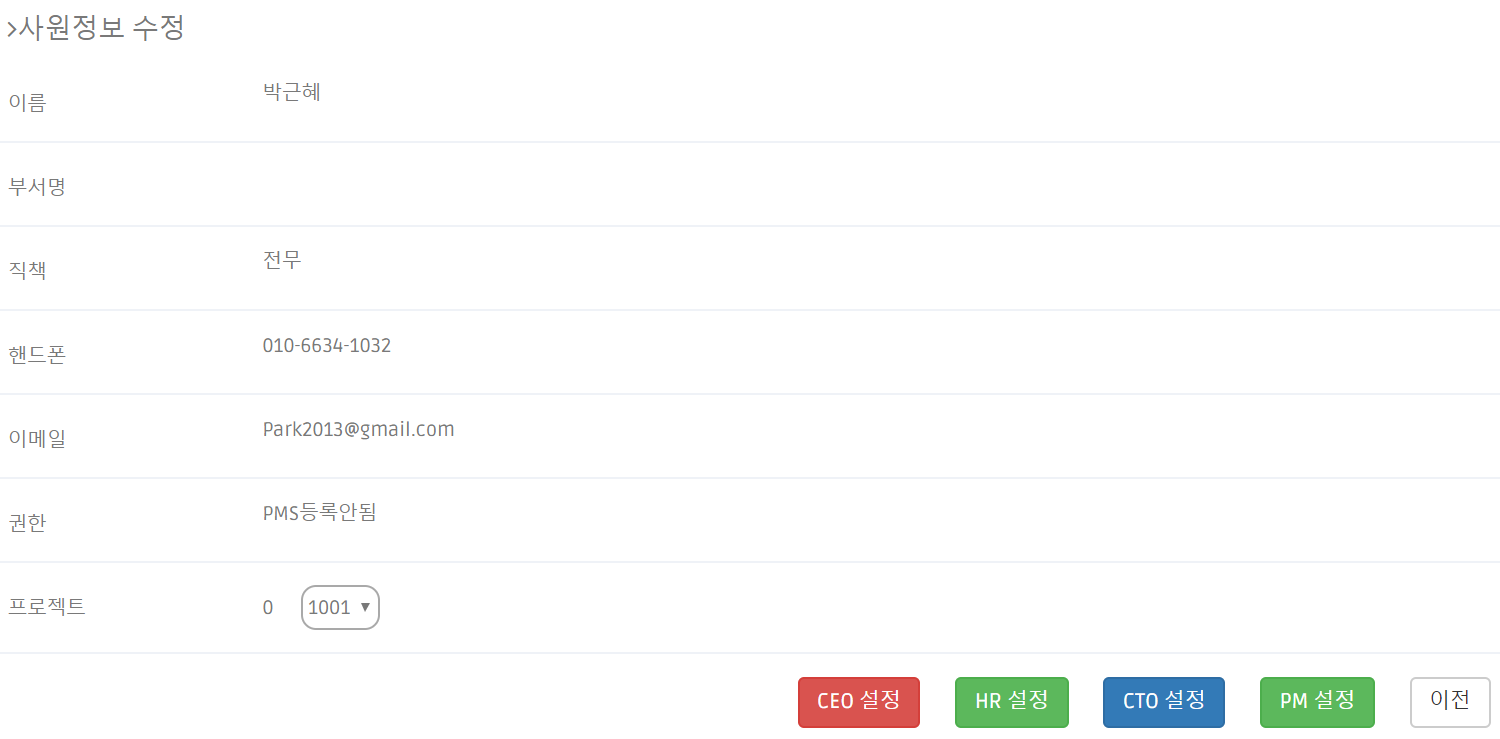 >사원정보 수정
이름 박근혜
부서명
직책 전무
핸드폰 010-6634-1032
이메일 Park2013@gmail.com
권한 PMS등록안됨
프로젝트 0 1001 ▼
CEO 설정 HR 설정 CTO 설정 PM 설정 이전